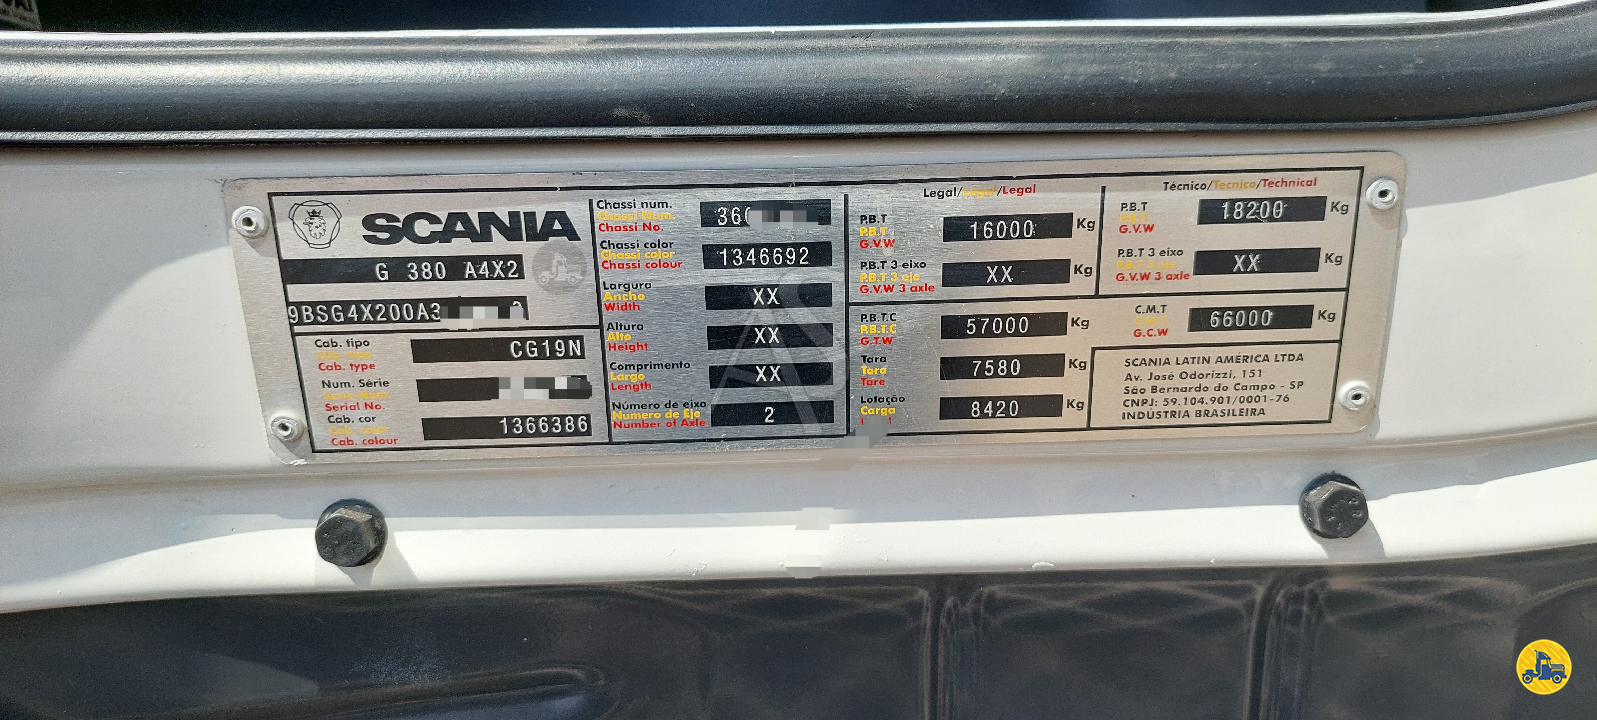 SCANIA
G 380 A4X2
9BSG4X200A3
Cab. tipo
Cab. type
CG19N
Num. Série
Serial No.
Cab. cor
Cab. colour
1366386
Chassi num.
Chassi Num.
Chassi No.
36
Chassi color
Chassi color
Chassi colour
1346692
Largura
Ancho
Width
XX
Altura
Alto
Height
XX
Comprimento
Largo
Length
XX
Número de eixo
Numero de Eje
Number of Axle
2
Legal/Legal/Legal
P.B.T
P.B.T
G.V.W
16000 Kg
P.B.T 3 eixo
P.B.T 3 eje
G.V.W 3 axle
XX Kg
P.B.T.C
P.B.T.C
G.T.W
57000 Kg
Tara
Tara
Tare
7580 Kg
Lotação
Carga
8420 Kg
Técnico/Tecnico/Technical
P.B.T
G.V.W
18200 Kg
P.B.T 3 eixo
G.V.W 3 axle
XX Kg
C.M.T
G.C.W
66000 Kg
SCANIA LATIN AMÉRICA LTDA
Av. José Odorizzi, 151
São Bernardo do Campo - SP
CNPJ: 59.104.901/0001-76
INDÚSTRIA BRASILEIRA